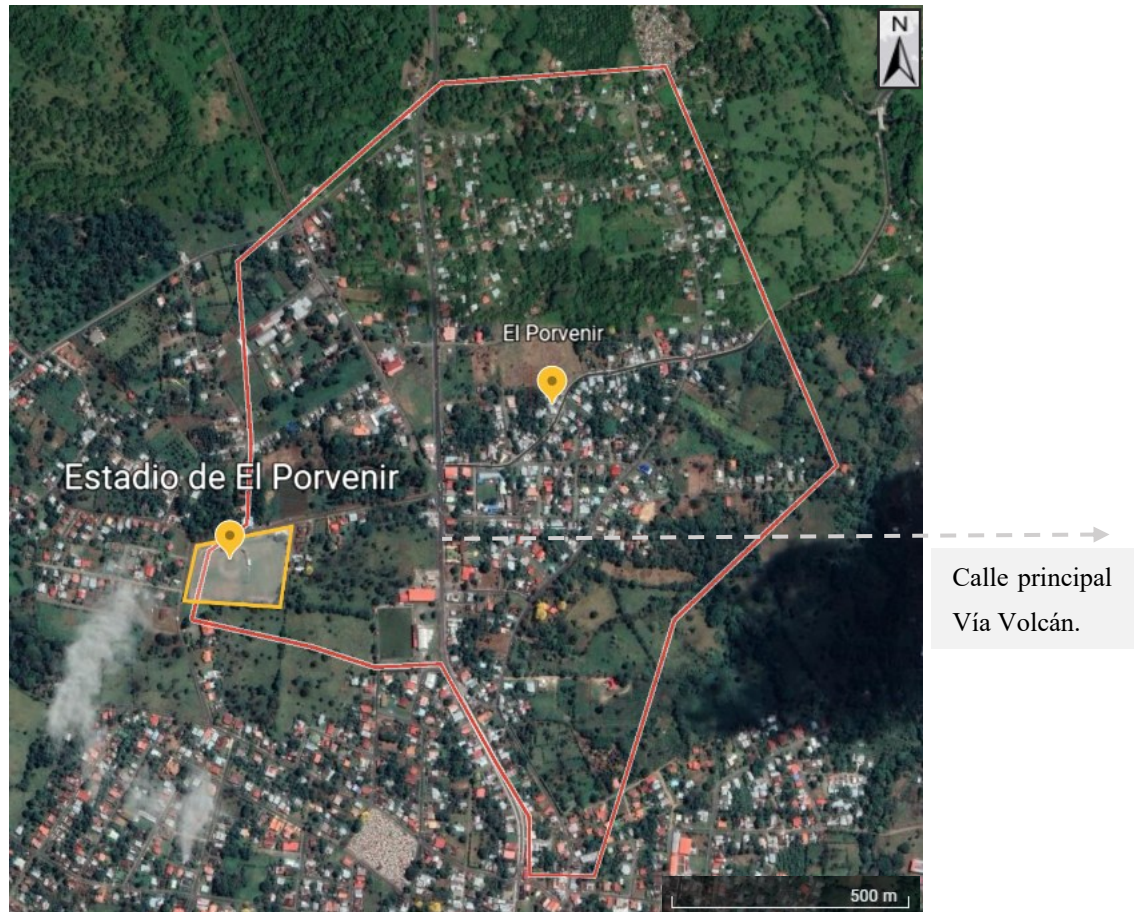 N
El Porvenir
Estadio de El Porvenir
Calle principal
Vía Volcán.
500 m